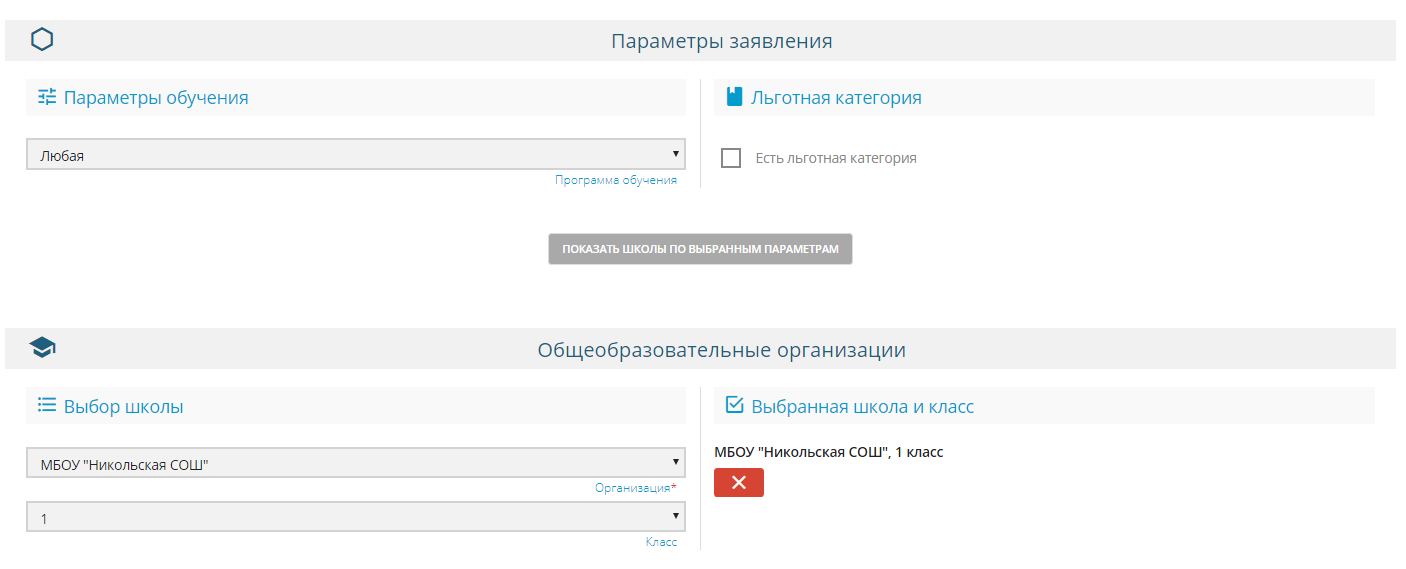 Параметры заявления
Параметры обучения
Льготная категория
Любая
Программа обучения
Есть льготная категория
ПОКАЗАТЬ ШКОЛЫ ПО ВЫБРАННЫМ ПАРАМЕТРАМ
Общеобразовательные организации
Выбор школы
Выбранная школа и класс
МБОУ "Никольская СОШ"
Организация*
1
Класс
МБОУ "Никольская СОШ", 1 класс